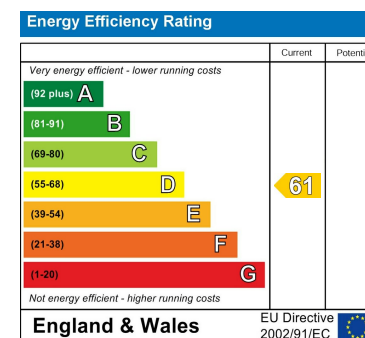 Energy Efficiency Rating
Current Potenti
Very energy efficient - lower running costs
(92 plus) A
(81-91) B
(69-80) C
(55-68) D
61
(39-54) E
(21-38) F
(1-20) G
Not energy efficient - higher running costs
England & Wales
EU Directive
2002/91/EC